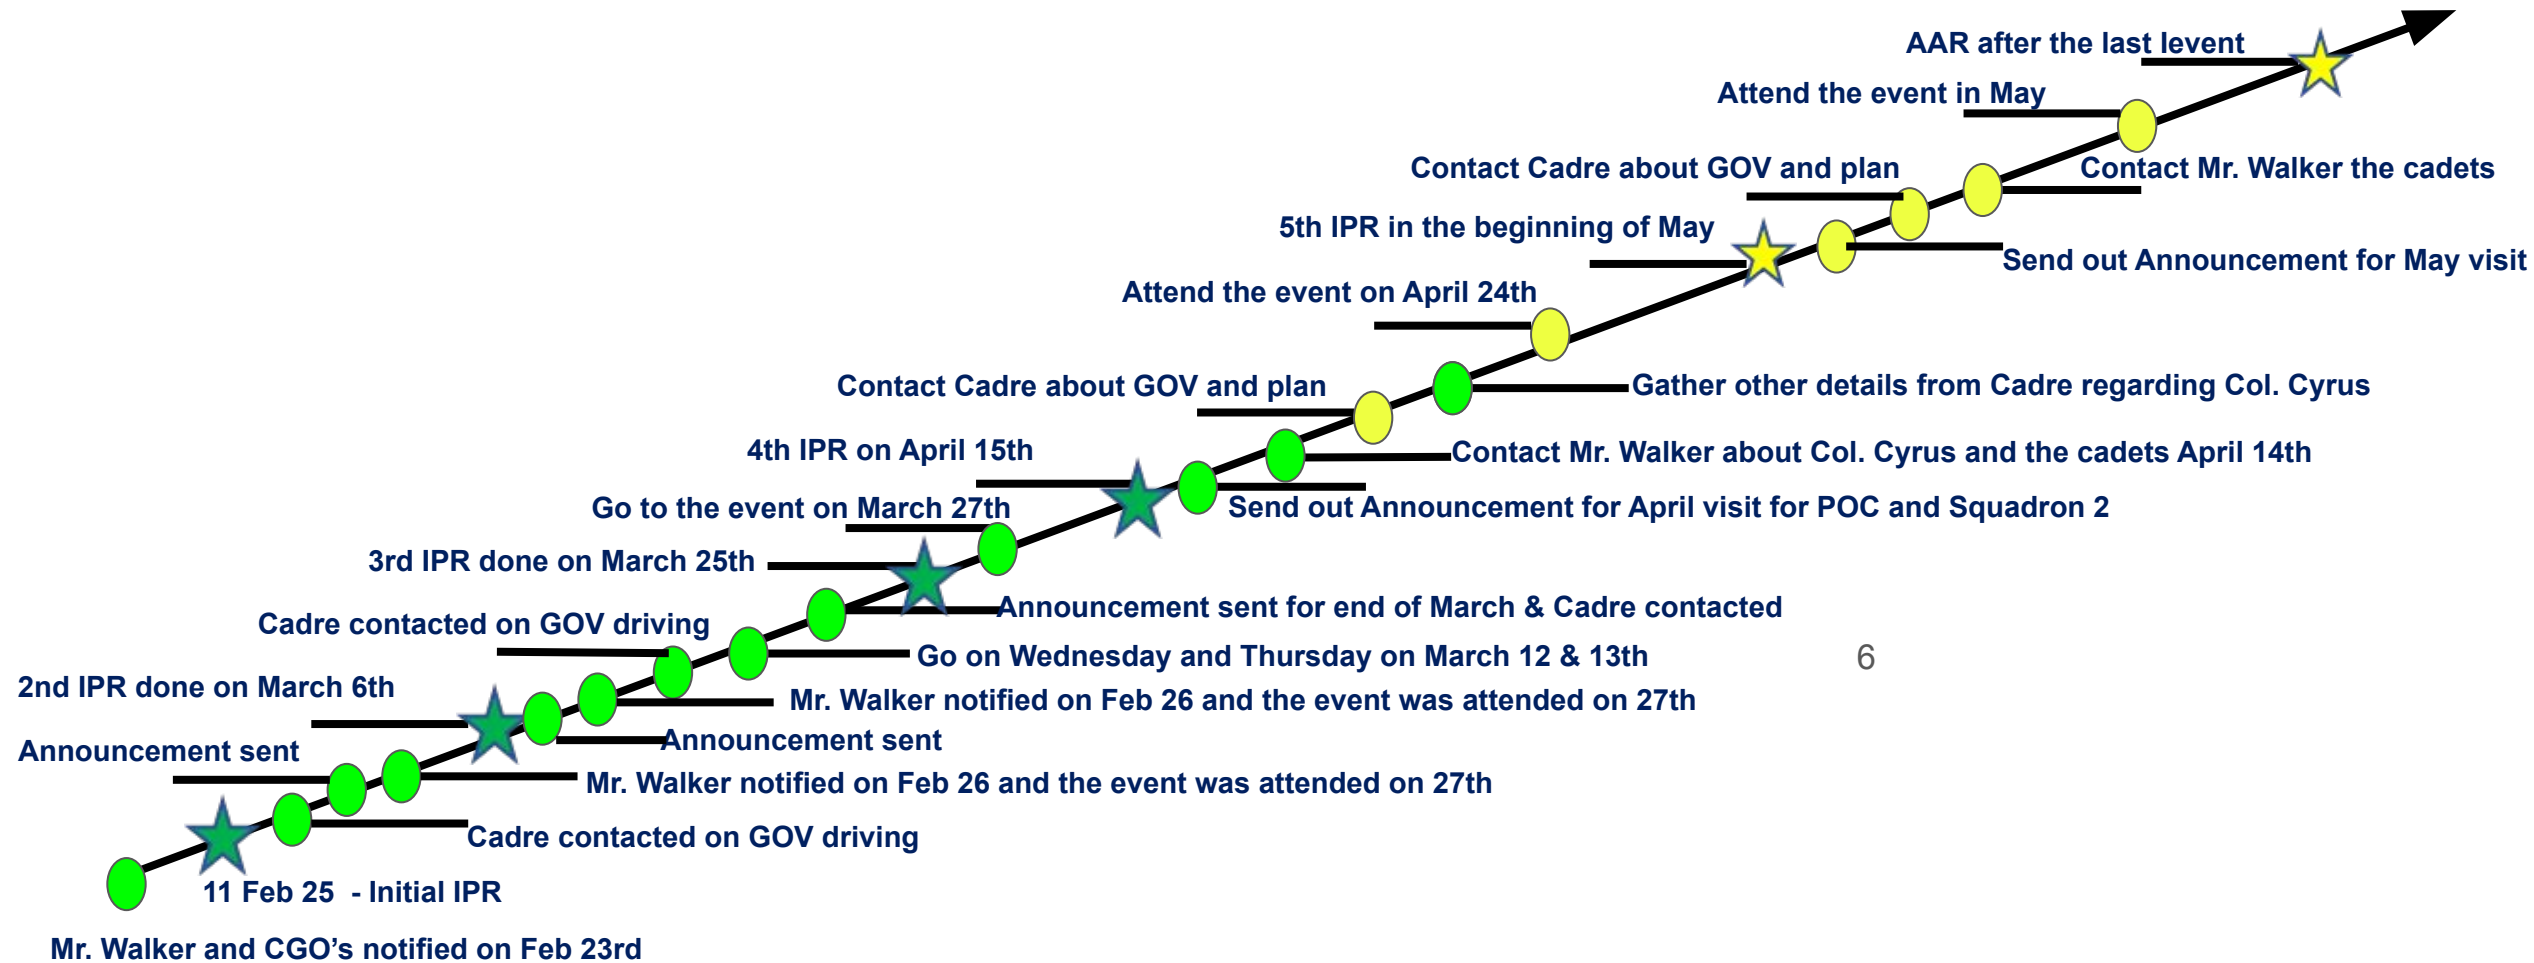 AAR after the last levent
Attend the event in May
Contact Cadre about GOV and plan
Contact Mr. Walker the cadets
5th IPR in the beginning of May
Send out Announcement for May visit
Attend the event on April 24th
Contact Cadre about GOV and plan
Gather other details from Cadre regarding Col. Cyrus
4th IPR on April 15th
Contact Mr. Walker about Col. Cyrus and the cadets April 14th
Go to the event on March 27th
Send out Announcement for April visit for POC and Squadron 2
3rd IPR done on March 25th
Announcement sent for end of March & Cadre contacted
Cadre contacted on GOV driving
Go on Wednesday and Thursday on March 12 & 13th
6
2nd IPR done on March 6th
Mr. Walker notified on Feb 26 and the event was attended on 27th
Announcement sent
Announcement sent
Mr. Walker notified on Feb 26 and the event was attended on 27th
Cadre contacted on GOV driving
11 Feb 25 - Initial IPR
Mr. Walker and CGO’s notified on Feb 23rd